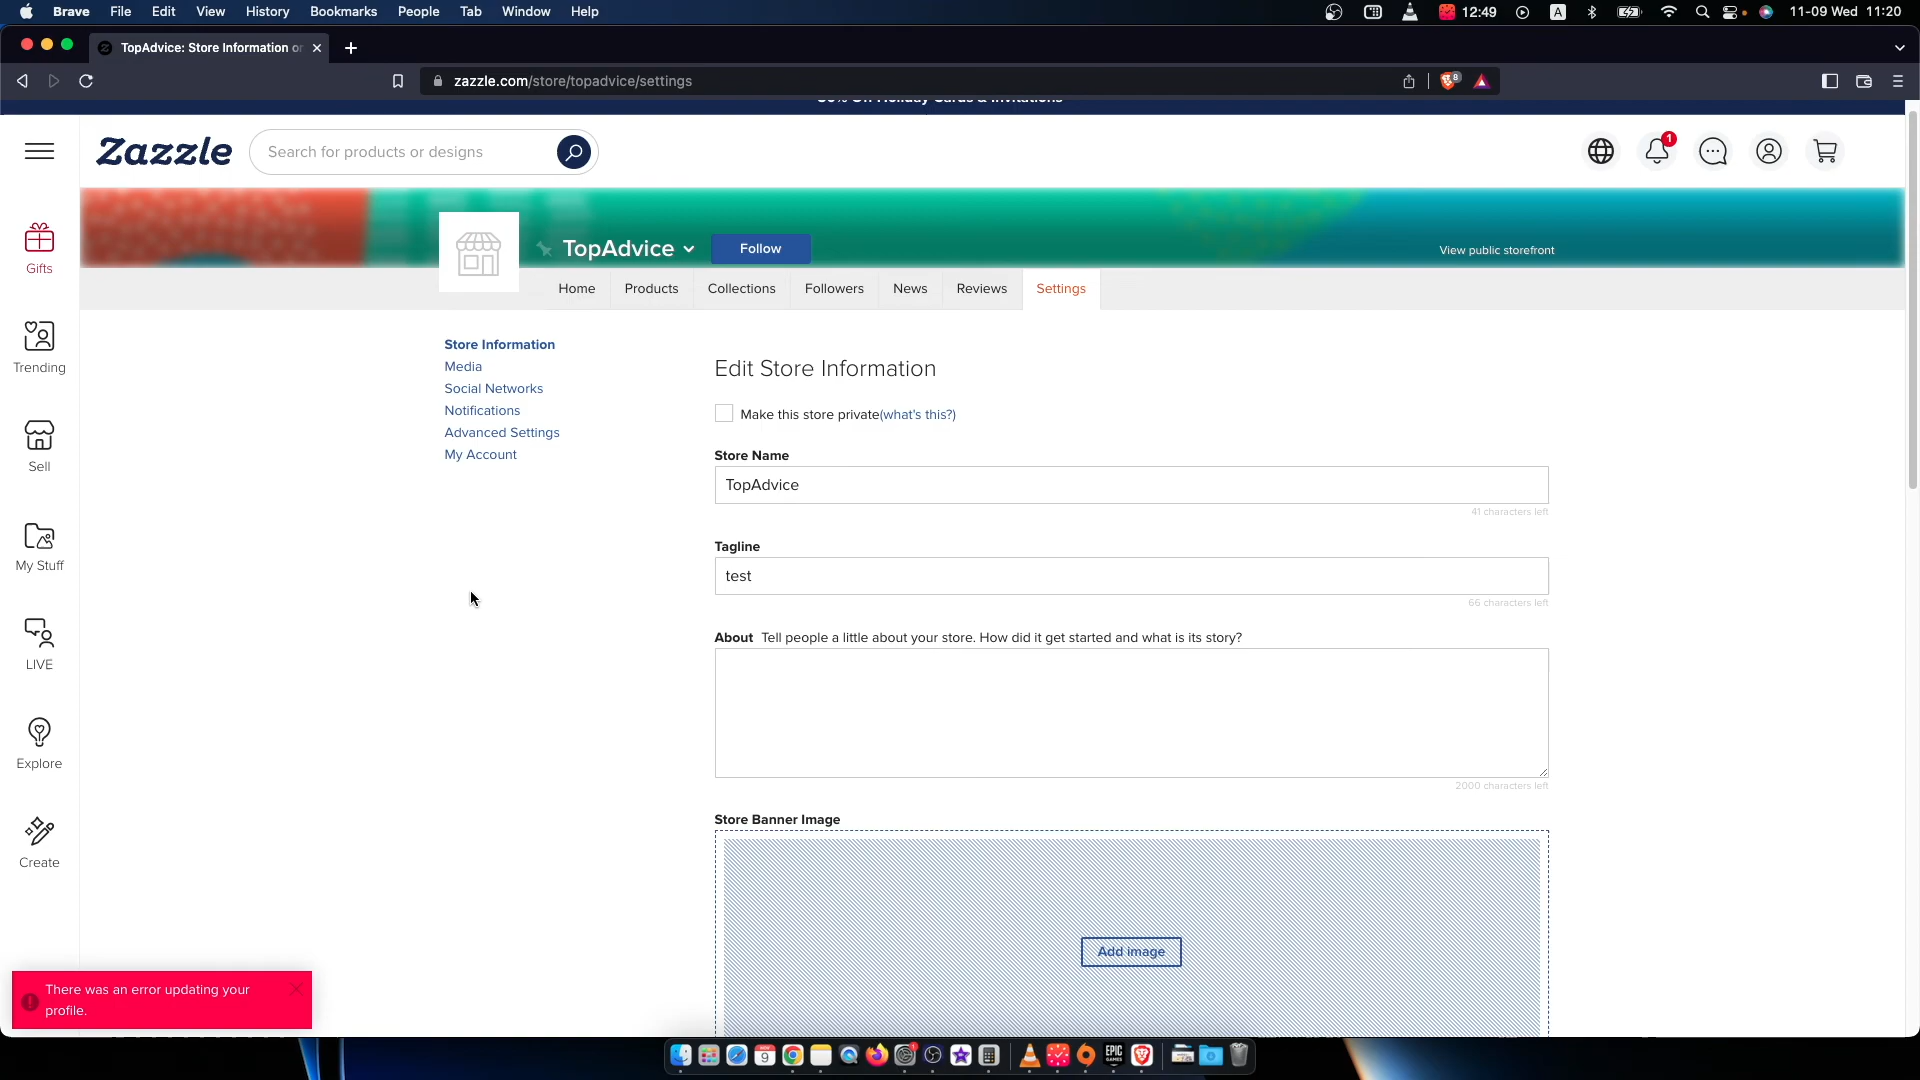 Brave File Edit View History Bookmarks People Tab Window Help 12:49 A 11-09 Wed 11:20
TopAdvice: Store Information or
zazzle.com/store/topadvice/settings 8
Zazzle
Search for products or designs
1
TopAdvice
Follow
View public storefront
Home Products Collections Followers News Reviews Settings
Gifts
Trending
Sell
My Stuff
LIVE
Explore
Create
Store Information
Media
Social Networks
Notifications
Advanced Settings
My Account
Edit Store Information
Make this store private(what's this?)
Store Name
TopAdvice
41 characters left
Tagline
test
66 characters left
About Tell people a little about your store. How did it get started and what is its story?
2000 characters left
Store Banner Image
Add image
There was an error updating your
profile.
9
1
EPIC
GAMES